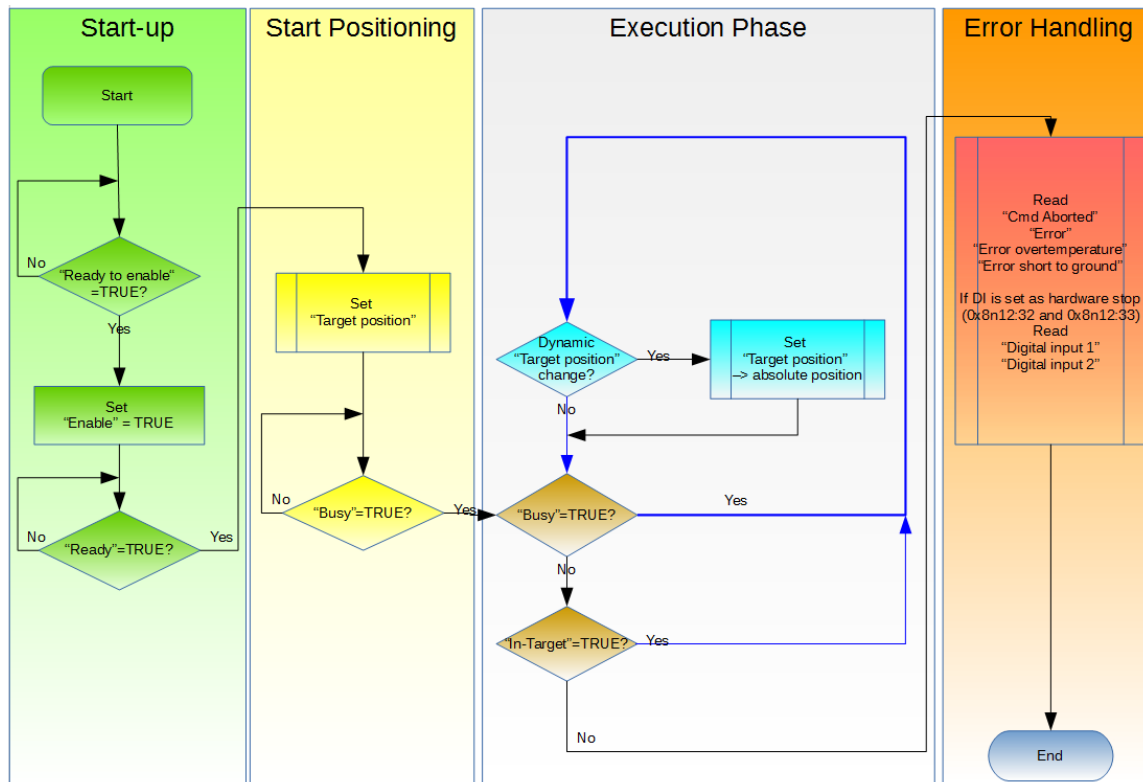 Start-up
Start
No
“Ready to enable“
=TRUE?
Yes
Set
“Enable” = TRUE
No
“Ready”=TRUE?
Yes
Start Positioning
Set
“Target position”
No
“Busy”=TRUE?
Yes
Execution Phase
Dynamic
“Target position”
change?
Yes
Set
“Target position”
–> absolute position
No
“Busy”=TRUE?
Yes
No
“In-Target”=TRUE?
Yes
No
Error Handling
Read
“Cmd Aborted”
“Error”
“Error overtemperature”
“Error short to ground”
If DI is set as hardware stop
(0x8n12:32 and 0x8n12:33)
Read
“Digital input 1”
“Digital input 2”
End